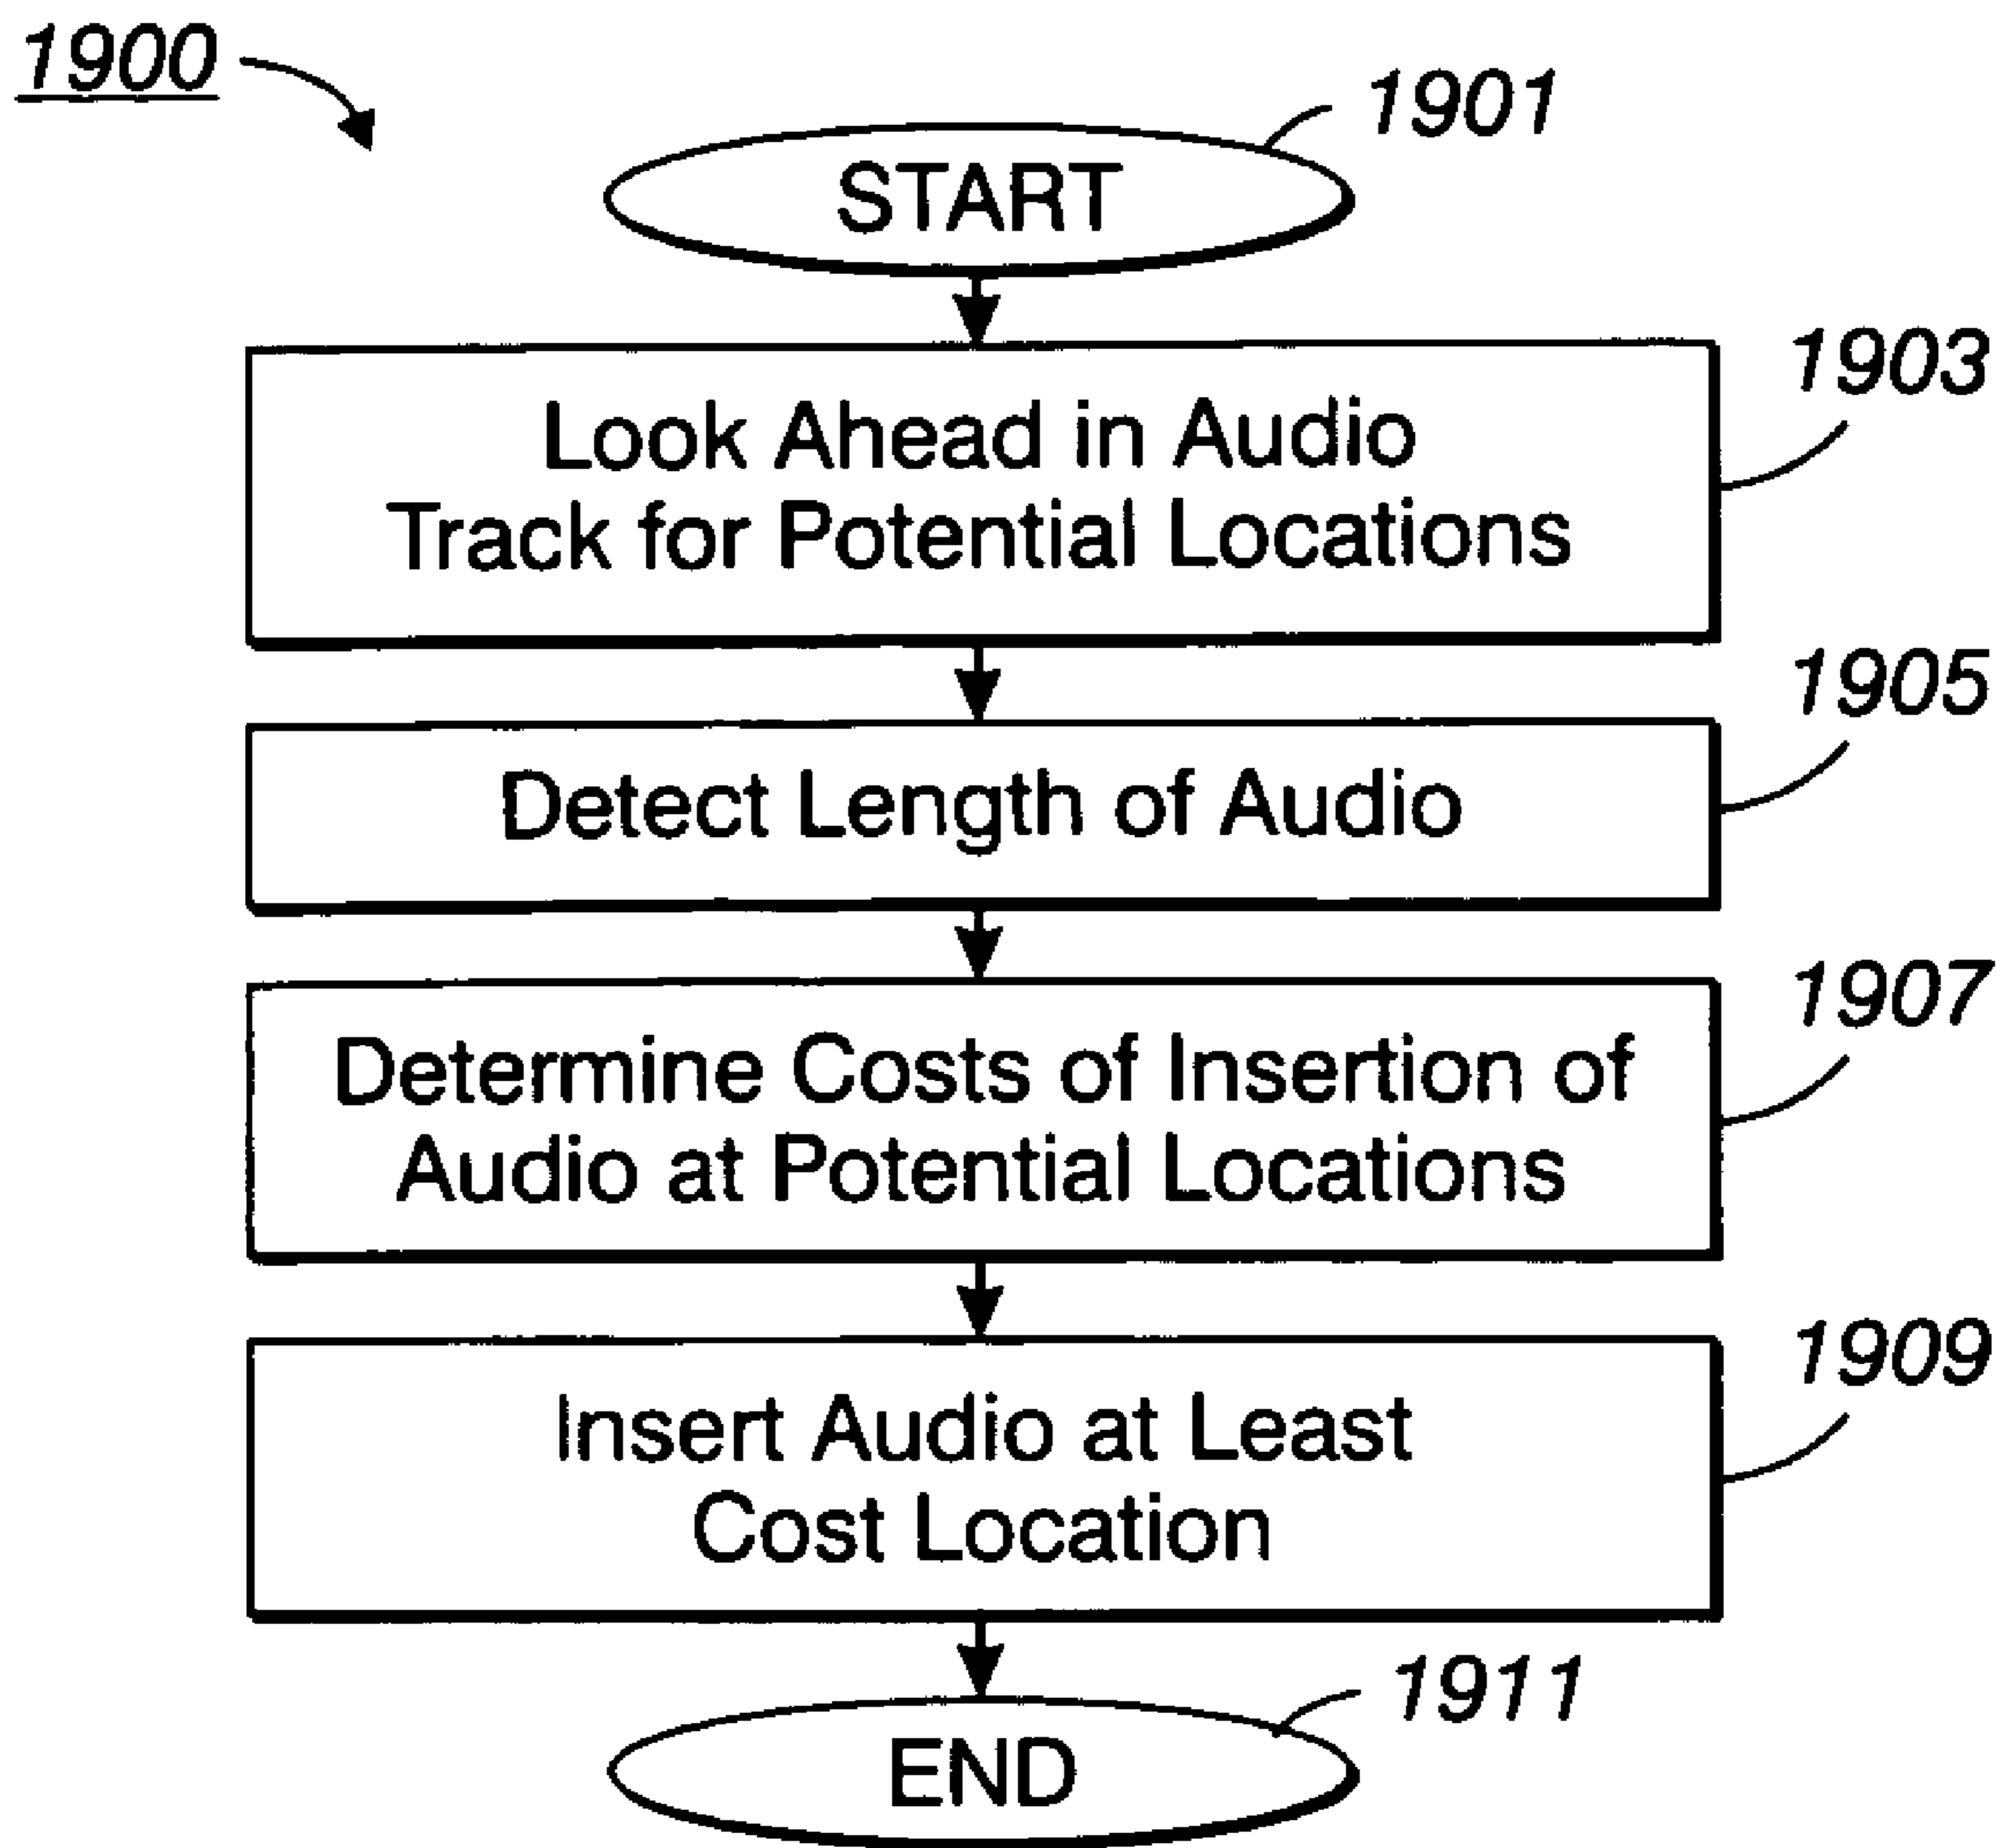 1900
1901
START
1903
Look Ahead in Audio
Track for Potential Locations
1905
Detect Length of Audio
1907
Determine Costs of Insertion of
Audio at Potential Locations
1909
Insert Audio at Least
Cost Location
1911
END